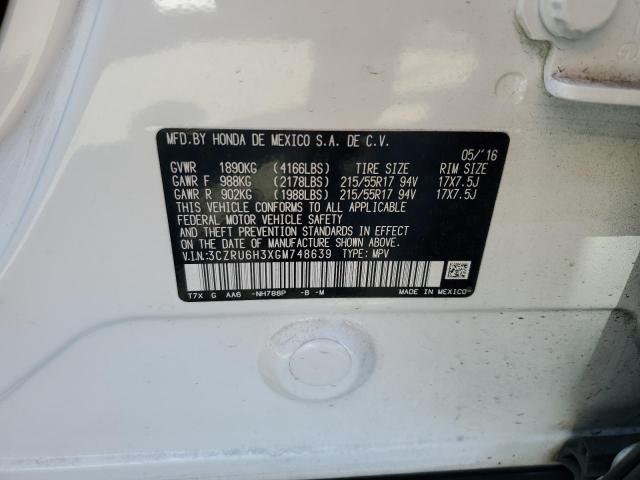 MFD.BY HONDA DE MEXICO S.A. DE C.V.
05/'16
GVWR 1890KG (4166LBS) TIRE SIZE RIM SIZE
GAWR F 988KG (2178LBS) 215/55R17 94V 17X7.5J
GAWR R 902KG (1988LBS) 215/55R17 94V 17X7.5J
THIS VEHICLE CONFORMS TO ALL APPLICABLE
FEDERAL MOTOR VEHICLE SAFETY
AND THEFT PREVENTION STANDARDS IN EFFECT
ON THE DATE OF MANUFACTURE SHOWN ABOVE.
V.I.N:3CZRU6H3XGM748639 TYPE: MPV
T7X G AA6 -NH788P -B -M MADE IN MEXICO-